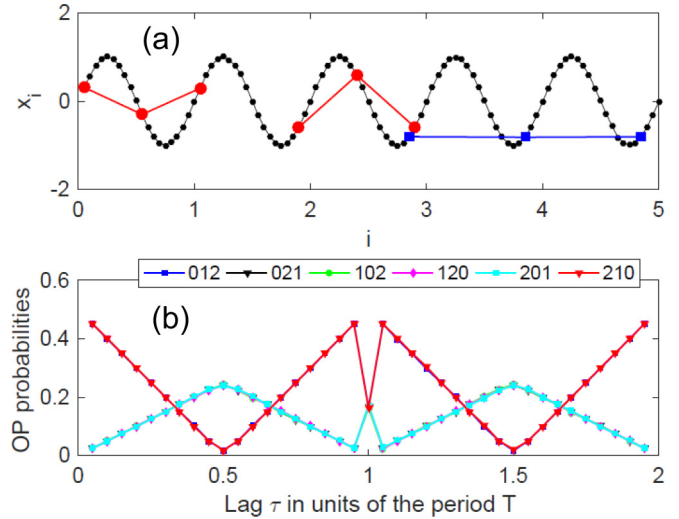 (a)
2
0
-2
x_i
0 1 2 3 4 5
i
012 021 102 120 201 210
(b)
0.6
0.4
0.2
0
OP probabilities
0 0.5 1 1.5 2
Lag τ in units of the period T